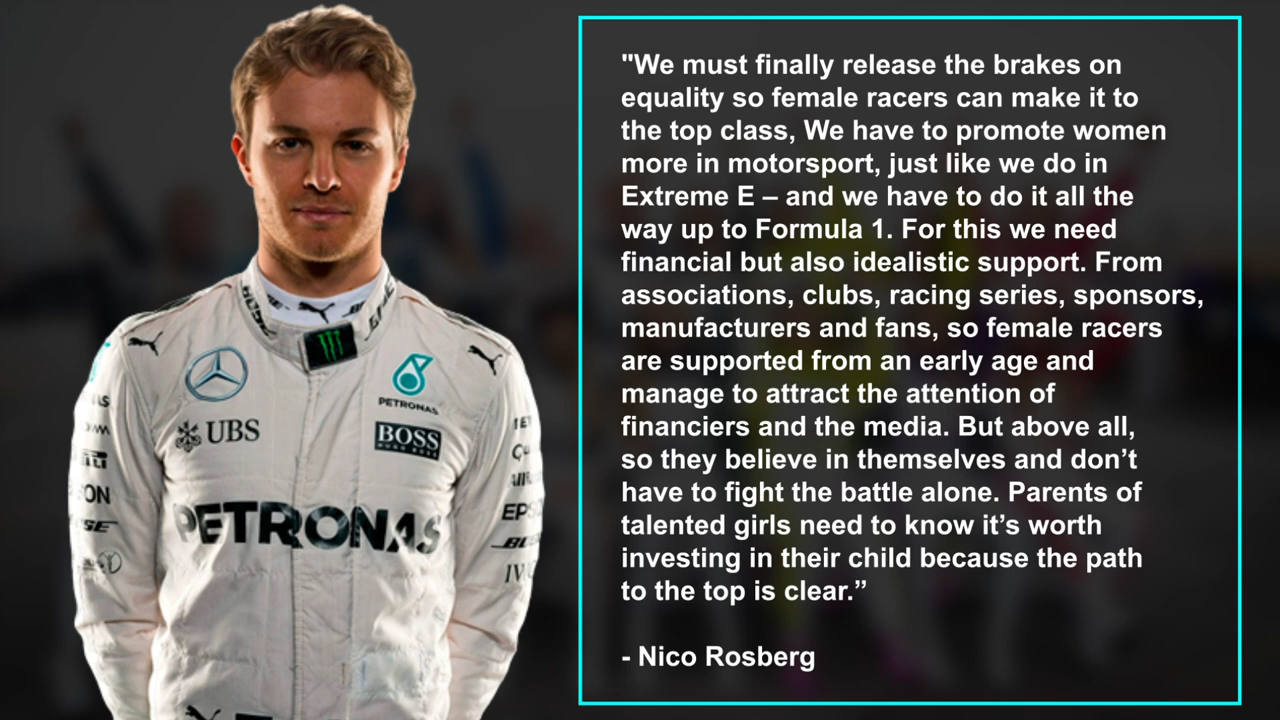 "We must finally release the brakes on
equality so female racers can make it to
the top class, We have to promote women
more in motorsport, just like we do in
Extreme E – and we have to do it all the
way up to Formula 1. For this we need
financial but also idealistic support. From
associations, clubs, racing series, sponsors,
manufacturers and fans, so female racers
are supported from an early age and
manage to attract the attention of
financiers and the media. But above all,
so they believe in themselves and don’t
have to fight the battle alone. Parents of
talented girls need to know it’s worth
investing in their child because the path
to the top is clear.”
- Nico Rosberg
PETRONAS
UBS
BOSS
HUGO BOSS
PETRONAS